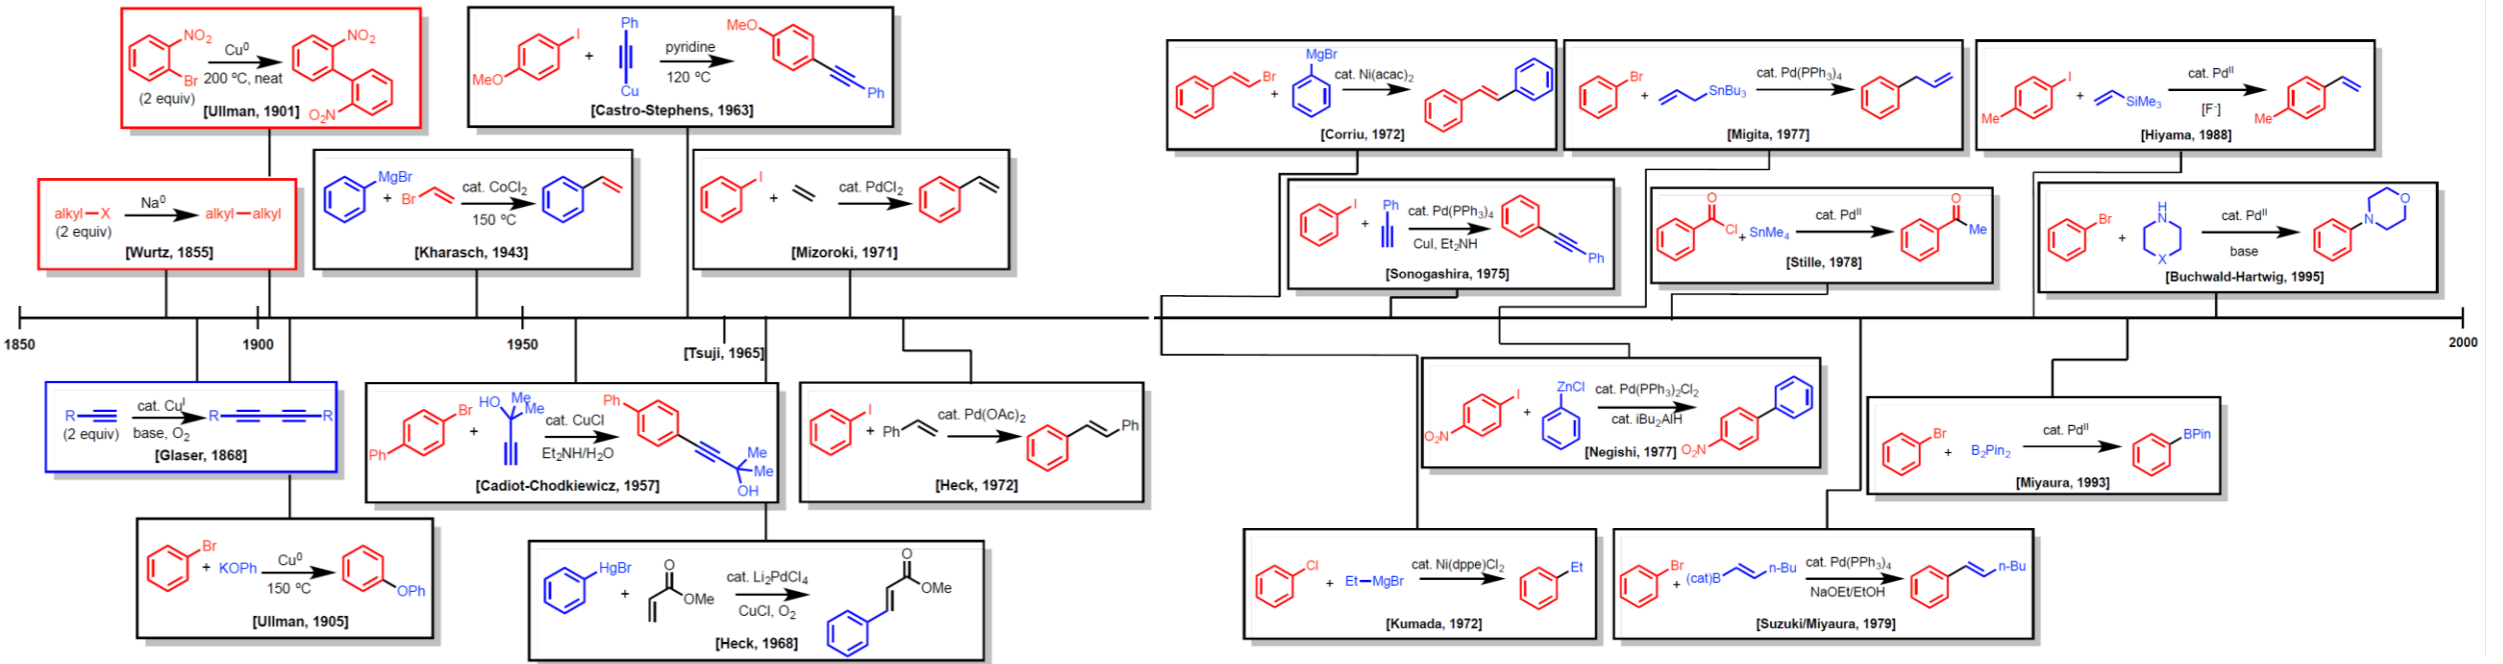 NO2
Br
(2 equiv)
Cu0
200 ºC, neat
NO2
O2N
[Ullman, 1901]
I
MeO
+
Ph
Cu
pyridine
120 ºC
MeO
Ph
[Castro-Stephens, 1963]
alkyl—X
(2 equiv)
Na0
alkyl—alkyl
[Wurtz, 1855]
MgBr
+
Br
cat. CoCl2
150 ºC
[Kharasch, 1943]
I
+
cat. PdCl2
[Mizoroki, 1971]
Br
+
MgBr
cat. Ni(acac)2
[Corriu, 1972]
Br
+
SnBu3
cat. Pd(PPh3)4
[Migita, 1977]
I
Me
+
SiMe3
cat. PdII
[F-]
Me
[Hiyama, 1988]
I
+
Ph
cat. Pd(PPh3)4
CuI, Et2NH
Ph
[Sonogashira, 1975]
O
Cl
+
SnMe4
cat. PdII
O
Me
[Stille, 1978]
Br
+
H
N
X
cat. PdII
base
N
O
[Buchwald-Hartwig, 1995]
1850
1900
1950
2000
[Tsuji, 1965]
R
(2 equiv)
cat. CuI
base, O2
R
R
[Glaser, 1868]
Br
Ph
+
HO
Me
Me
cat. CuCl
Et2NH/H2O
Ph
Me
Me
OH
[Cadiot-Chodkiewicz, 1957]
I
+
Ph
cat. Pd(OAc)2
Ph
[Heck, 1972]
I
O2N
+
ZnCl
cat. Pd(PPh3)2Cl2
cat. iBu2AlH
O2N
[Negishi, 1977]
Br
+
B2Pin2
cat. PdII
BPin
[Miyaura, 1993]
Br
+
KOPh
Cu0
150 ºC
OPh
[Ullman, 1905]
HgBr
+
O
OMe
cat. Li2PdCl4
CuCl, O2
O
OMe
[Heck, 1968]
Cl
+
Et—MgBr
cat. Ni(dppe)Cl2
Et
[Kumada, 1972]
Br
+
(cat)B
n-Bu
cat. Pd(PPh3)4
NaOEt/EtOH
n-Bu
[Suzuki/Miyaura, 1979]